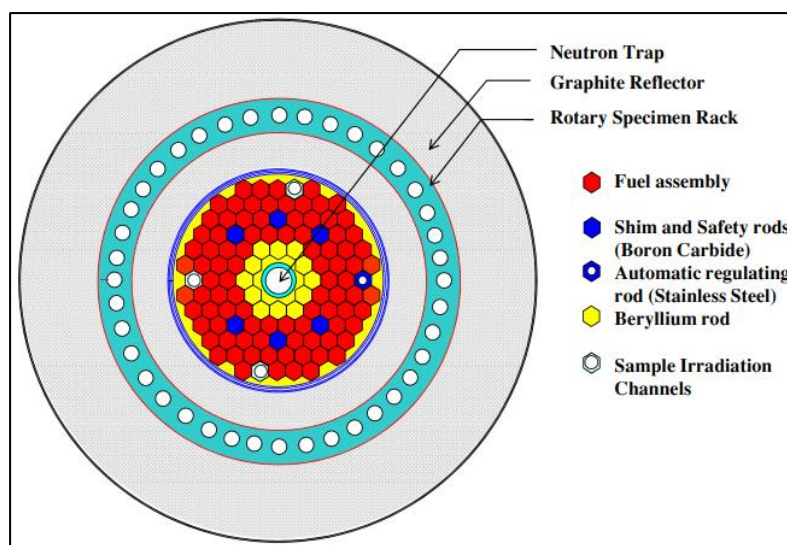 Neutron Trap
Graphite Reflector
Rotary Specimen Rack
Fuel assembly
Shim and Safety rods
(Boron Carbide)
Automatic regulating
rod (Stainless Steel)
Beryllium rod
Sample Irradiation
Channels